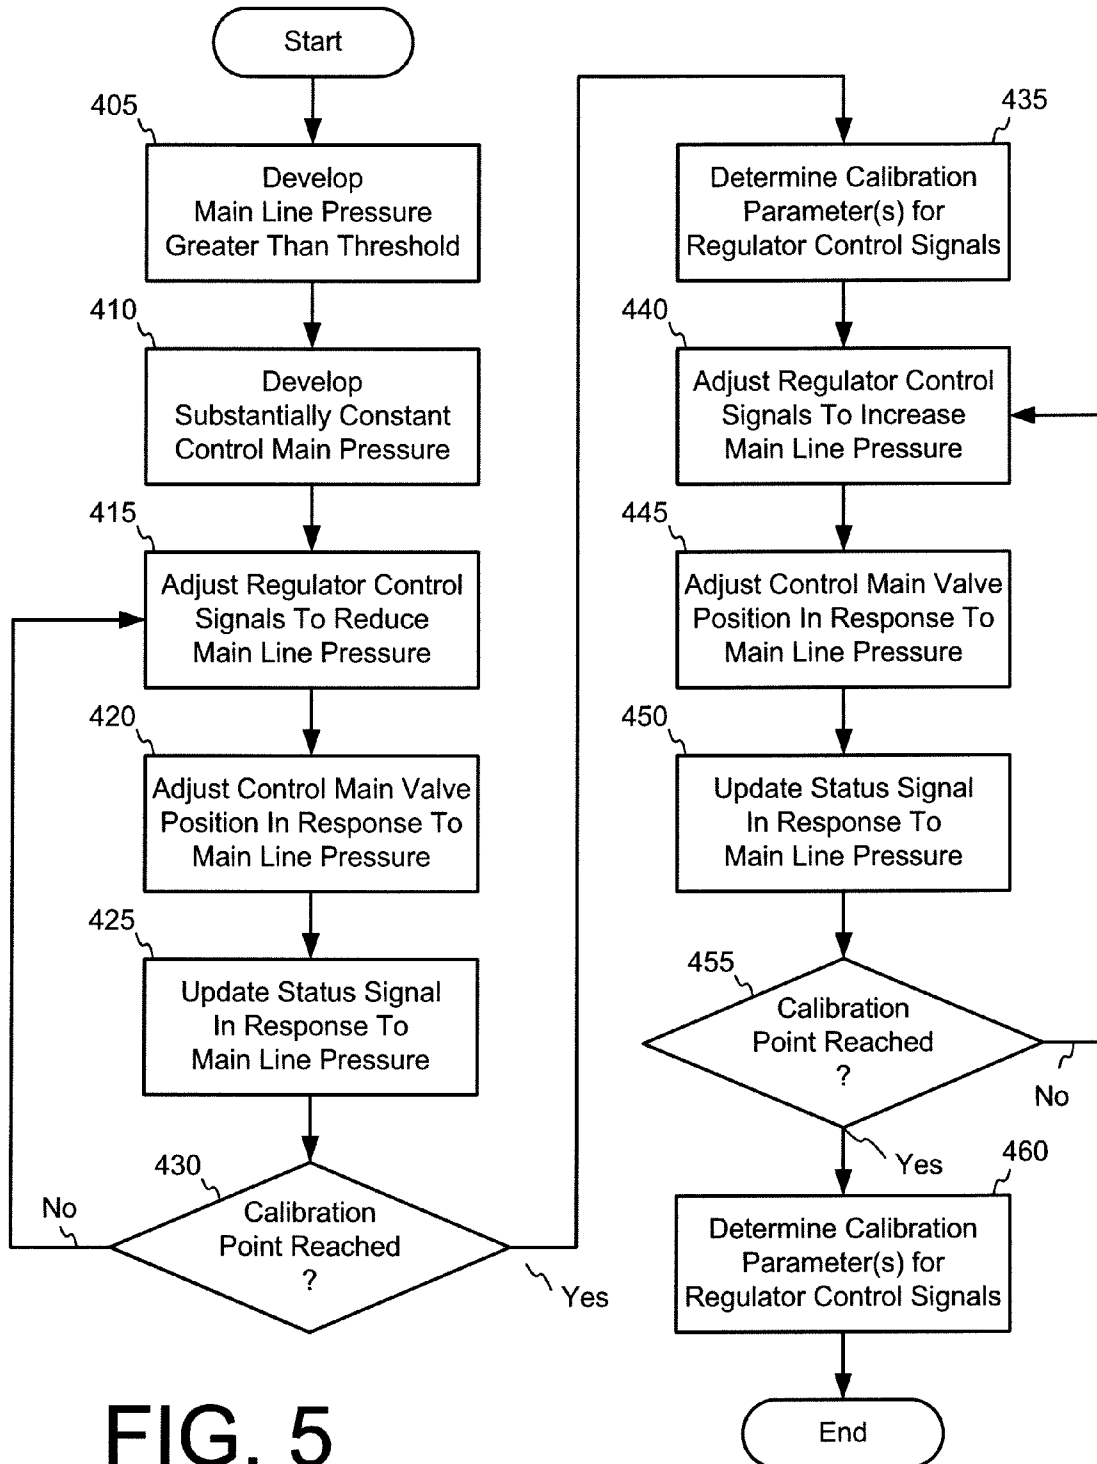 Start
405
Develop
Main Line Pressure
Greater Than Threshold
410
Develop
Substantially Constant
Control Main Pressure
415
Adjust Regulator Control
Signals To Reduce
Main Line Pressure
420
Adjust Control Main Valve
Position In Response To
Main Line Pressure
425
Update Status Signal
In Response To
Main Line Pressure
430
Calibration
Point Reached
?
No
Yes
435
Determine Calibration
Parameter(s) for
Regulator Control Signals
440
Adjust Regulator Control
Signals To Increase
Main Line Pressure
445
Adjust Control Main Valve
Position In Response To
Main Line Pressure
450
Update Status Signal
In Response To
Main Line Pressure
455
Calibration
Point Reached
?
No
Yes
460
Determine Calibration
Parameter(s) for
Regulator Control Signals
End
FIG. 5